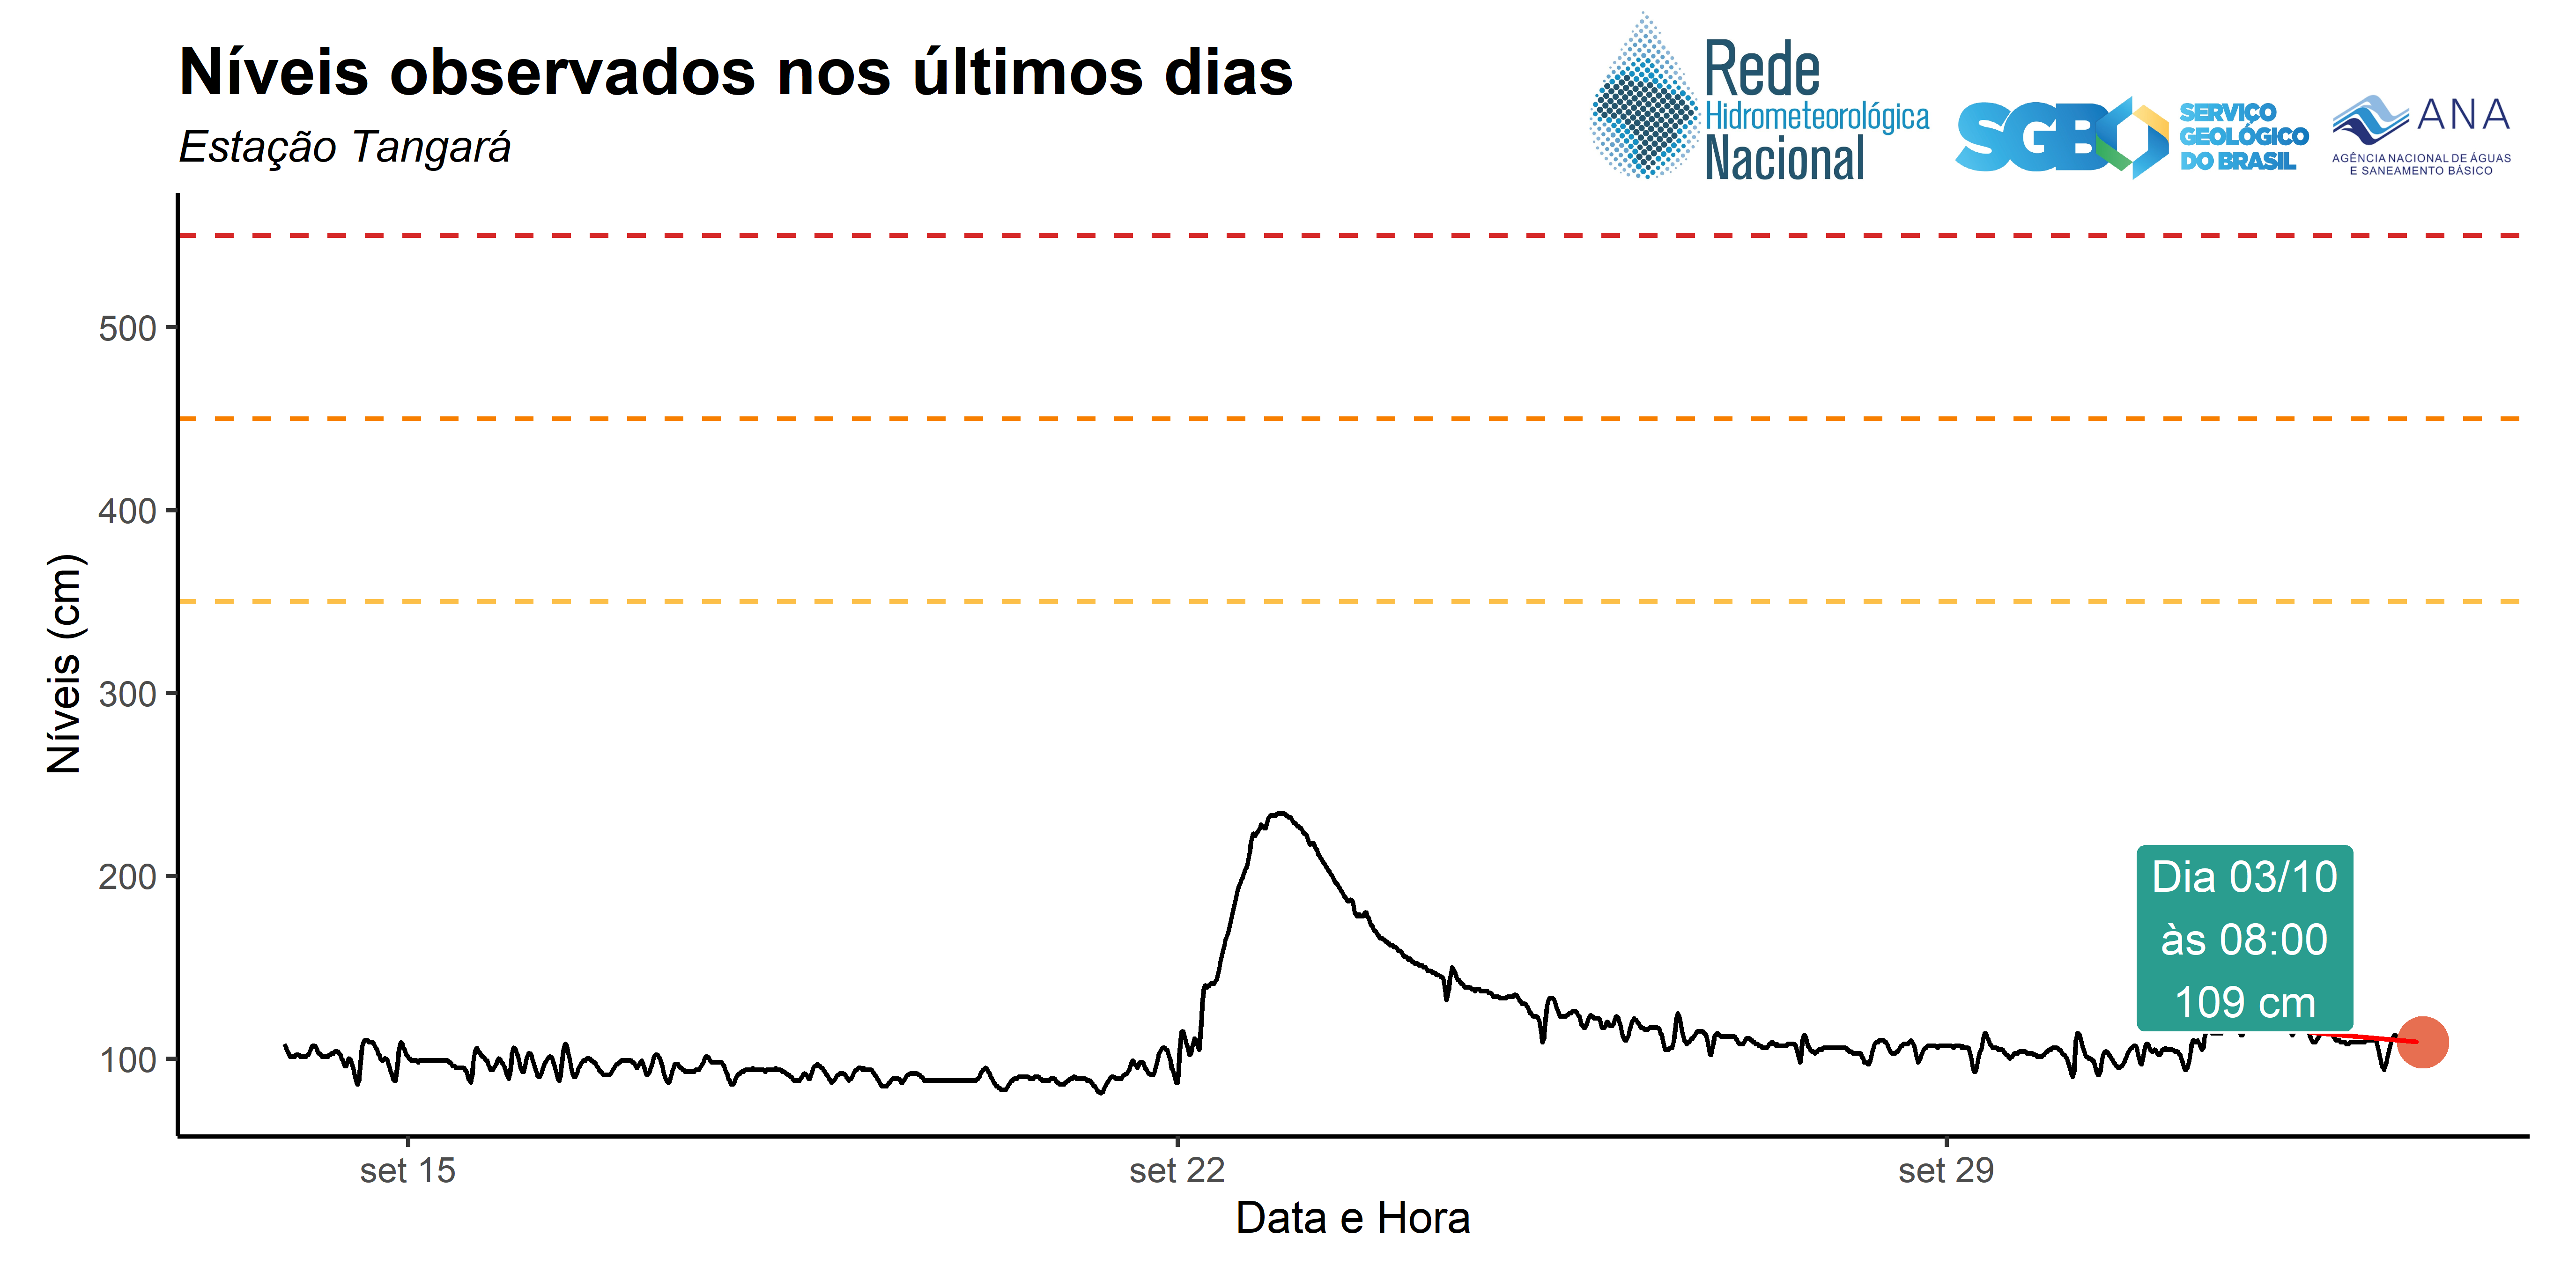 Níveis observados nos últimos dias
Estação Tangará
Rede
Hidrometeorológica
Nacional
SGB
SERVIÇO
GEOLÓGICO
DO BRASIL
ANA
AGÊNCIA NACIONAL DE ÁGUAS
E SANEAMENTO BÁSICO
Níveis (cm)
500
400
300
200
100
Dia 03/10
às 08:00
109 cm
set 15
set 22
set 29
Data e Hora